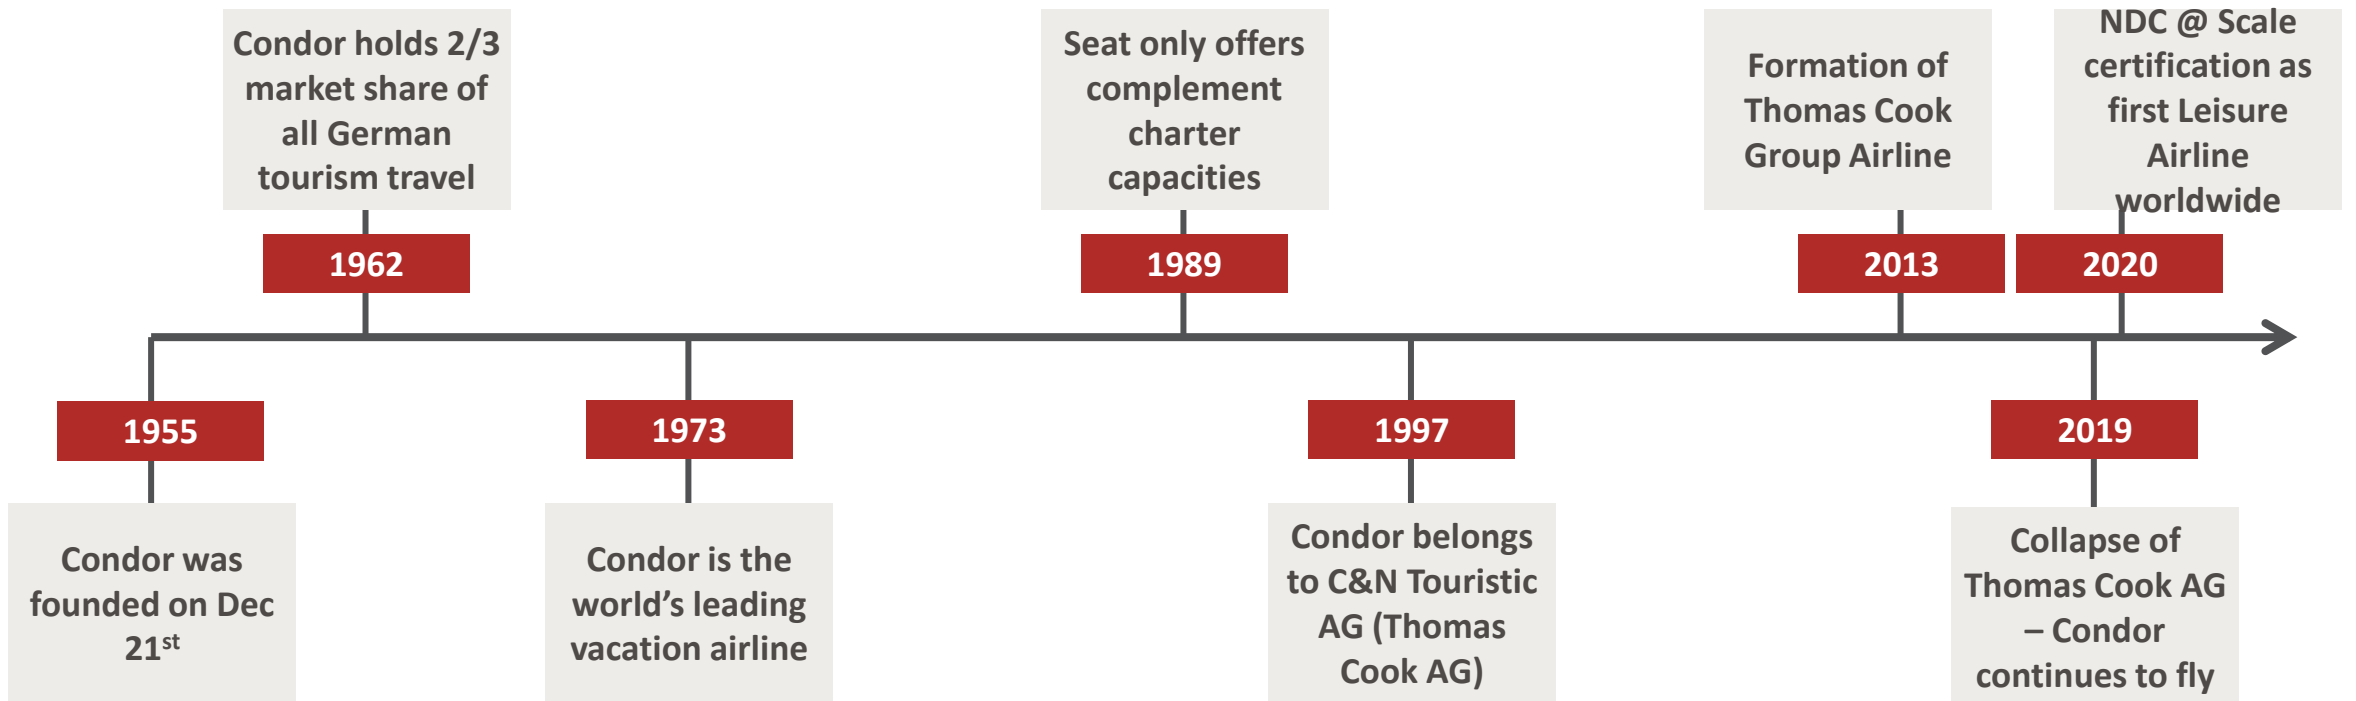 Condor holds 2/3
market share of
all German
tourism travel
1962
Seat only offers
complement
charter
capacities
1989
Formation of
Thomas Cook
Group Airline
2013
NDC @ Scale
certification as
first Leisure
Airline
worldwide
2020
1955
Condor was
founded on Dec
21st
1973
Condor is the
world’s leading
vacation airline
1997
Condor belongs
to C&N Touristic
AG (Thomas
Cook AG)
2019
Collapse of
Thomas Cook AG
– Condor
continues to fly